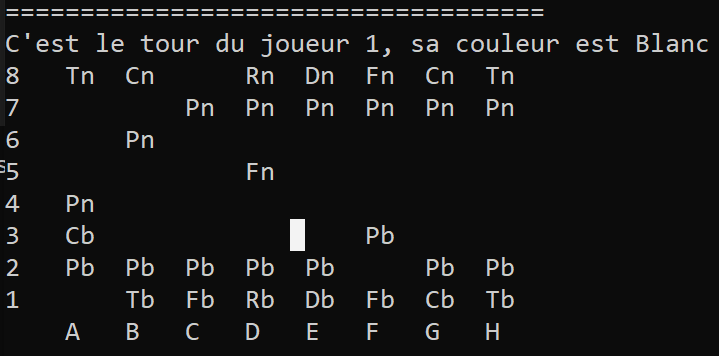 ====================================
C'est le tour du joueur 1, sa couleur est Blanc
8 Tn Cn Rn Dn Fn Cn Tn
7 Pn Pn Pn Pn Pn Pn
6 Pn
5 Fn
4 Pn
3 Cb Pb
2 Pb Pb Pb Pb Pb Pb Pb
1 Tb Fb Rb Db Fb Cb Tb
A B C D E F G H